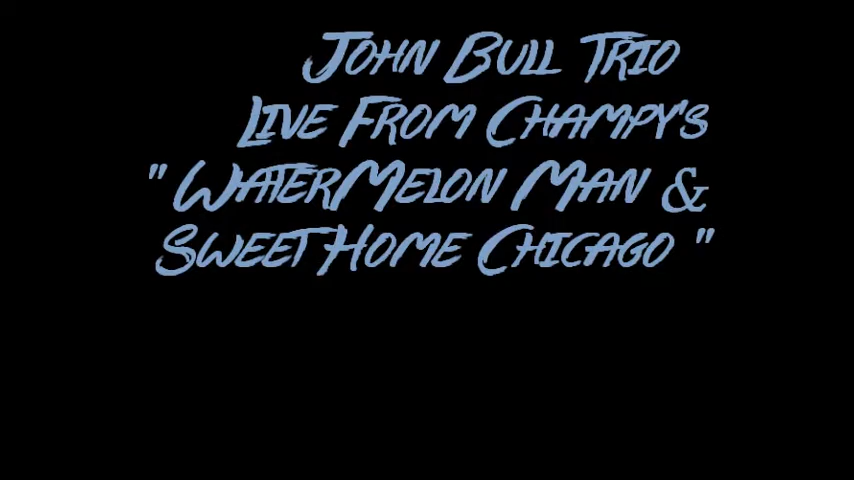 John Bull Trio
Live From Champy's
" WaterMelon Man &
Sweet Home Chicago "